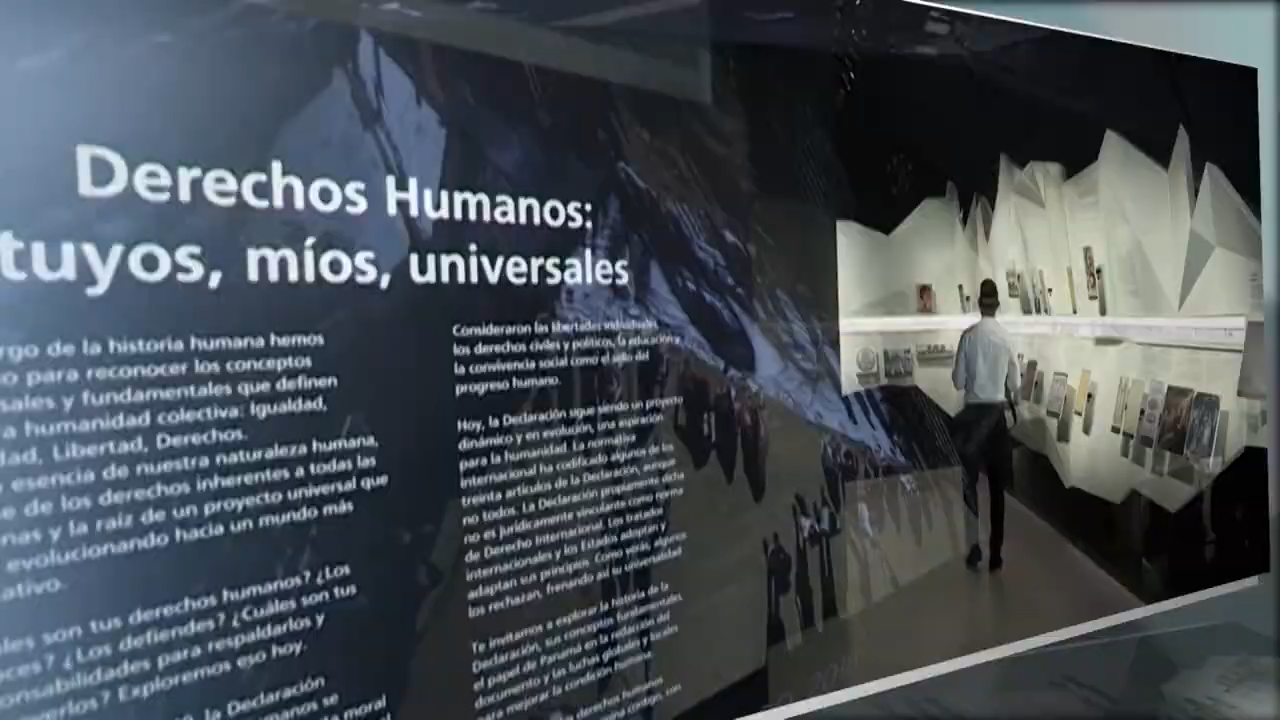 Derechos Humanos:
tuyos, míos, universales
de la historia humana hemos
para reconocer los conceptos
y fundamentales que definen
a humanidad colectiva: Igualdad,
Libertad, Derechos.
esencia de nuestra naturaleza humana,
de los derechos inherentes a todas las
y la raíz de un proyecto universal que
evolucionando hacia un mundo más
son tus derechos humanos? ¿Los
¿Los defiendes? ¿Cuáles son tus
para respaldarlos y
Exploremos eso hoy.
la Declaración
se
moral
Consideraron las libertades individuales,
los derechos civiles y políticos, la educación y
la convivencia social como el sello del
progreso humano.
Hoy, la Declaración sigue siendo un proyecto
dinámico y en evolución, una aspiración
para la humanidad. La normativa
internacional ha codificado algunos de los
treinta artículos de la Declaración, aunque
no todos. La Declaración propiamente dicha
no es jurídicamente vinculante como norma
de Derecho Internacional. Los tratados
internacionales y los Estados adoptan y
adaptan sus principios. Como verás, algunos
los rechazan, frenando así su universalidad
Te invitamos a explorar la historia de la
Declaración, sus conceptos fundamentales,
el papel de Panamá en la redacción del
documento y las luchas globales y locales
para mejorar la condición humana
derechos humanos
contigo, con